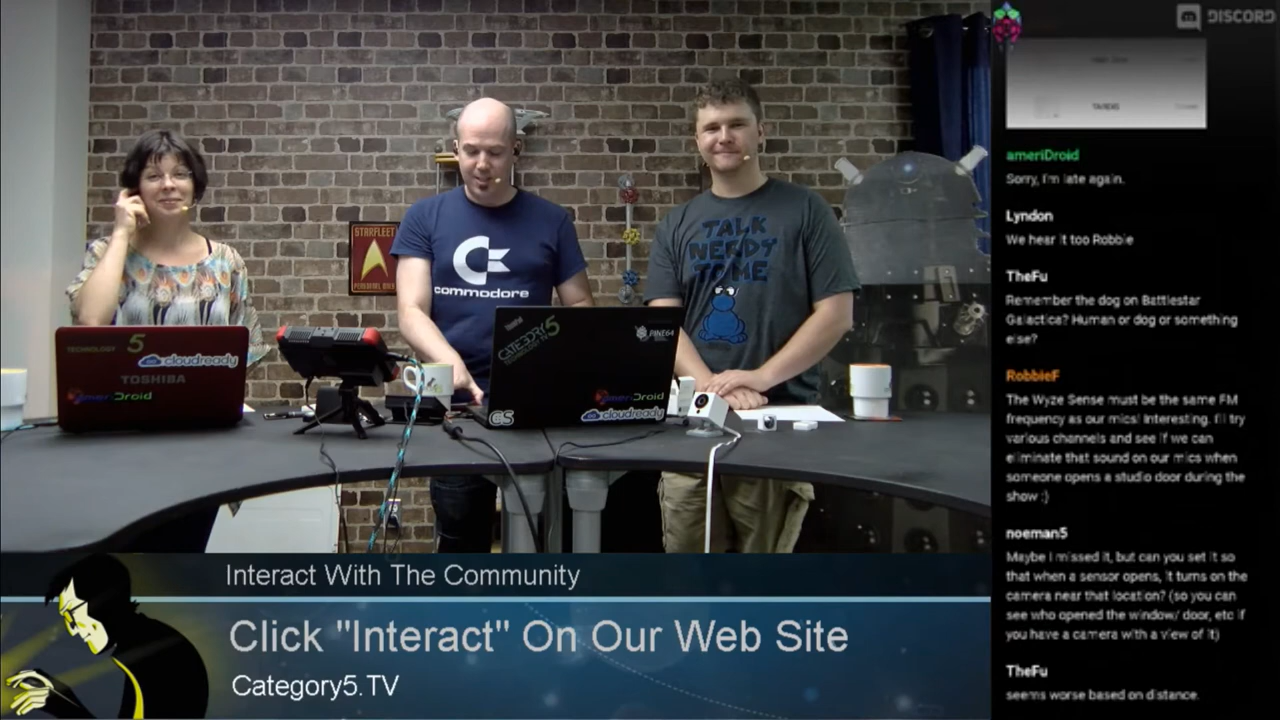 DISCORD
ameriDroid
Sorry, I'm late again.
Lyndon
We hear it too Robbie
TheFu
Remember the dog on Battlestar
Galactica? Human or dog or something
else?
RobbieF
The Wyze Sense must be the same FM
frequency as our mics! Interesting. I'll try
various channels and see if we can
eliminate that sound on our mics when
someone opens a studio door during the
show :)
noeman5
Maybe I missed it, but can you set it so
that when a sensor opens, it turns on the
camera near that location? (so you can
see who opened the window/ door, etc if
you have a camera with a view of it)
TheFu
seems worse based on distance.
STARFLEET
PERSONNEL ONLY
commodore
TALK
NERDY
TO ME
TECHNOLOGY 5
cloudready
TOSHIBA
ameriDroid
CATEGORY5
TECHNOLOGY TV
PINE64
ameriDroid
cloudready
C5
Interact With The Community
Click "Interact" On Our Web Site
Category5.TV